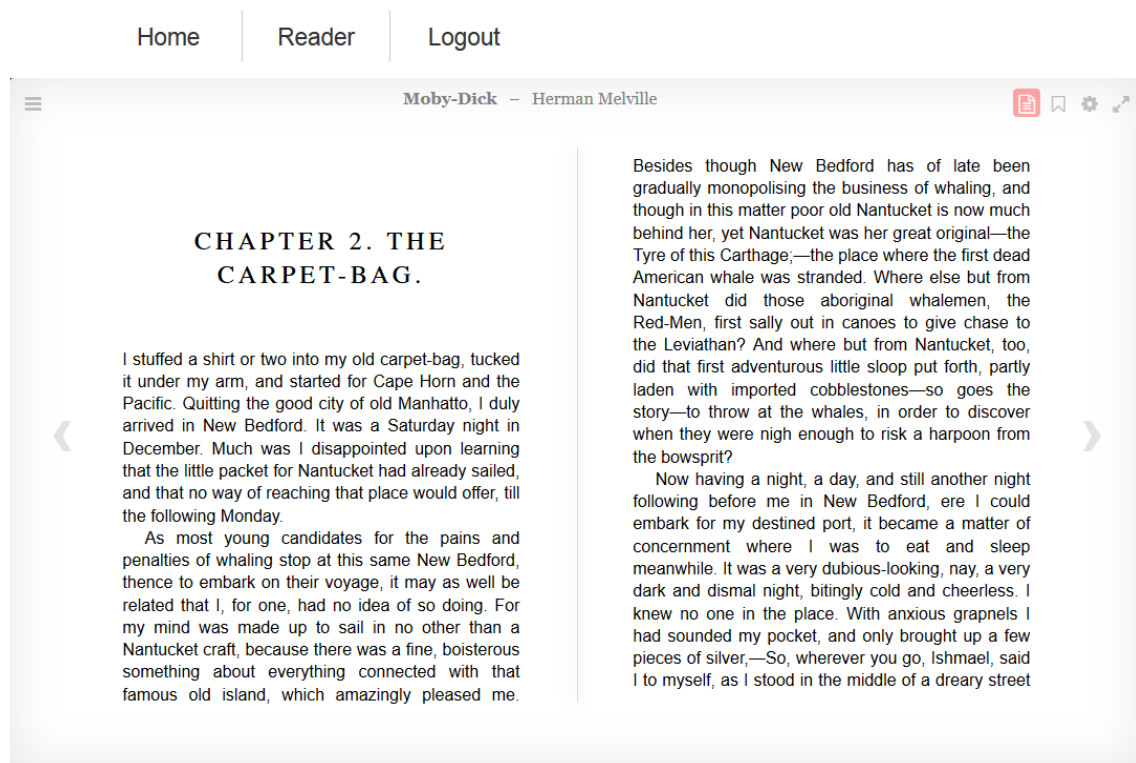 Home
Reader
Logout
Moby-Dick – Herman Melville
CHAPTER 2. THE
CARPET-BAG.
I stuffed a shirt or two into my old carpet-bag, tucked
it under my arm, and started for Cape Horn and the
Pacific. Quitting the good city of old Manhatto, I duly
arrived in New Bedford. It was a Saturday night in
December. Much was I disappointed upon learning
that the little packet for Nantucket had already sailed,
and that no way of reaching that place would offer, till
the following Monday.
As most young candidates for the pains and
penalties of whaling stop at this same New Bedford,
thence to embark on their voyage, it may as well be
related that I, for one, had no idea of so doing. For
my mind was made up to sail in no other than a
Nantucket craft, because there was a fine, boisterous
something about everything connected with that
famous old island, which amazingly pleased me.
Besides though New Bedford has of late been
gradually monopolising the business of whaling, and
though in this matter poor old Nantucket is now much
behind her, yet Nantucket was her great original—the
Tyre of this Carthage;—the place where the first dead
American whale was stranded. Where else but from
Nantucket did those aboriginal whalemen, the
Red-Men, first sally out in canoes to give chase to
the Leviathan? And where but from Nantucket, too,
did that first adventurous little sloop put forth, partly
laden with imported cobblestones—so goes the
story—to throw at the whales, in order to discover
when they were nigh enough to risk a harpoon from
the bowsprit?
Now having a night, a day, and still another night
following before me in New Bedford, ere I could
embark for my destined port, it became a matter of
concernment where I was to eat and sleep
meanwhile. It was a very dubious-looking, nay, a very
dark and dismal night, bitingly cold and cheerless. I
knew no one in the place. With anxious grapnels I
had sounded my pocket, and only brought up a few
pieces of silver,—So, wherever you go, Ishmael, said
I to myself, as I stood in the middle of a dreary street